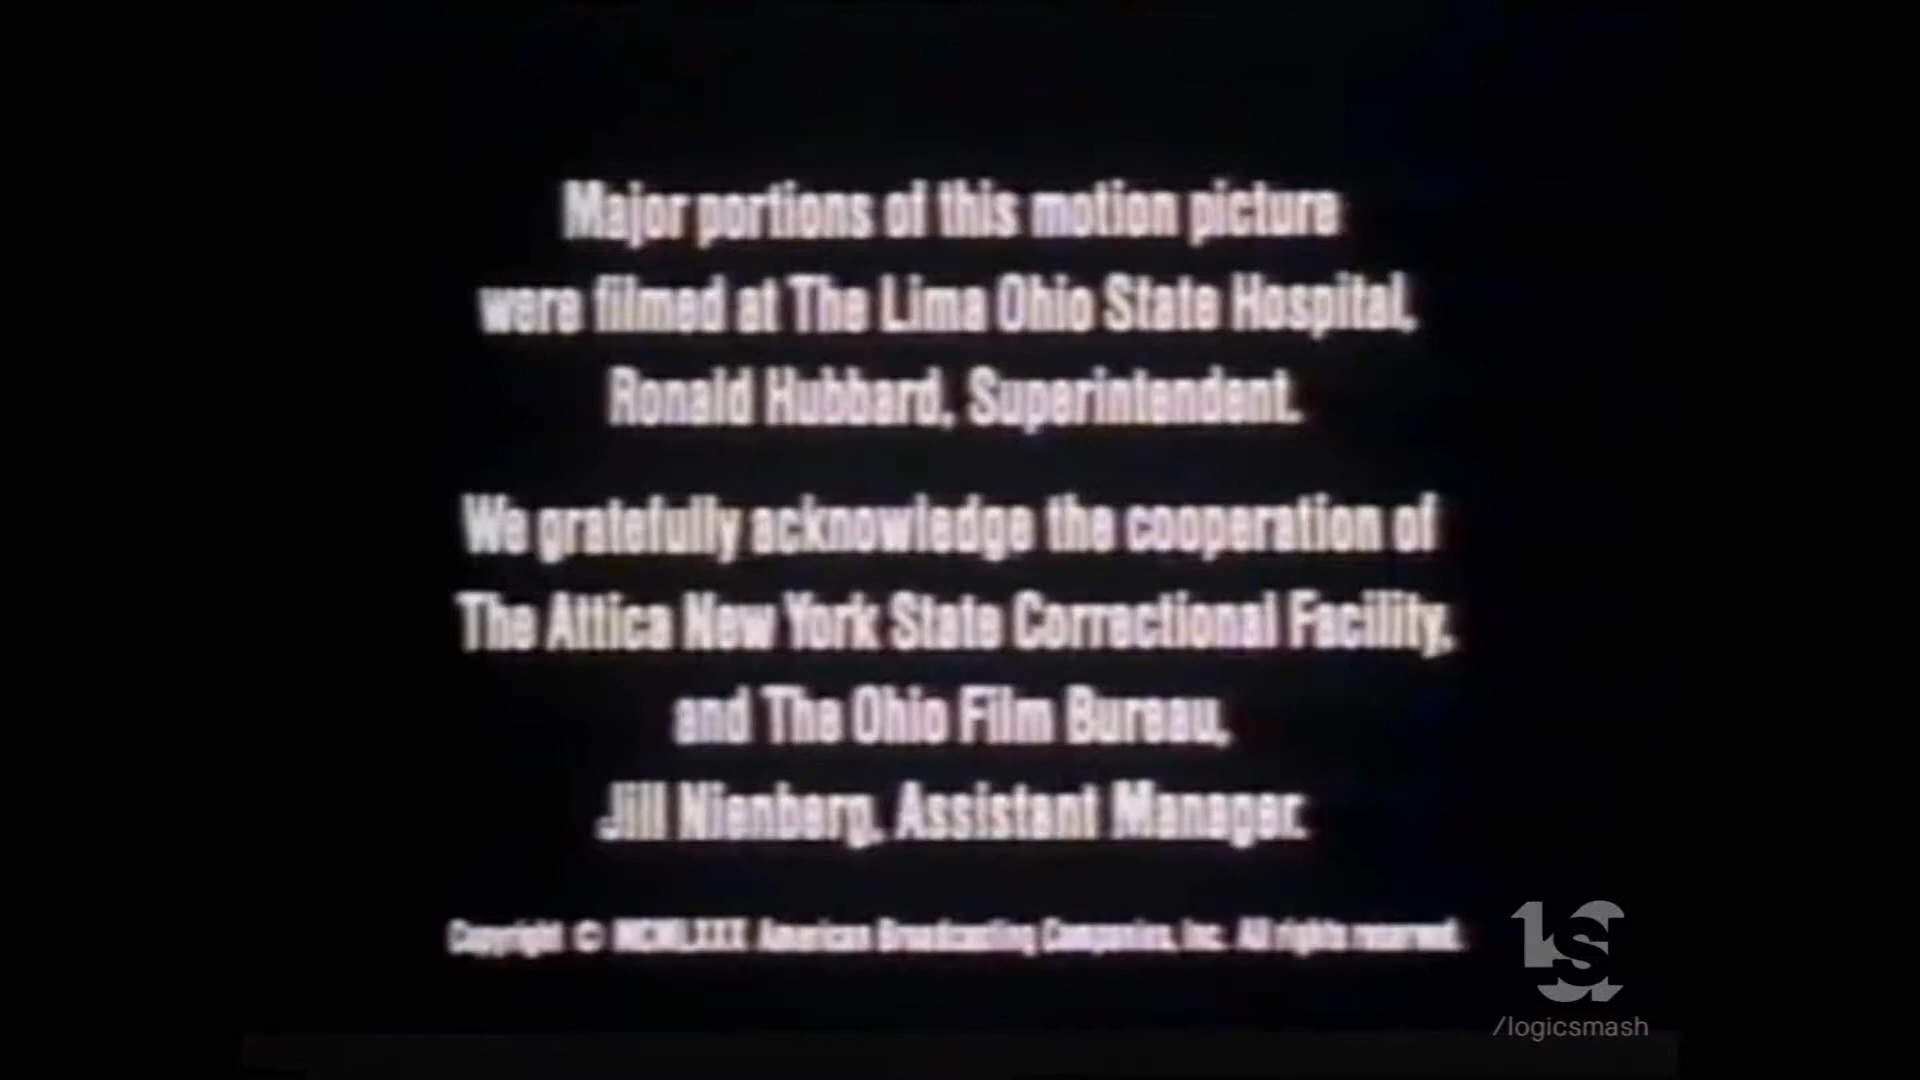 Major portions of this motion picture
were filmed at The Lima Ohio State Hospital,
Ronald Hubbard, Superintendent.
We gratefully acknowledge the cooperation of
The Attica New York State Correctional Facility,
and The Ohio Film Bureau,
Jill Nienberg, Assistant Manager.
Copyright © MCMLXXX American Broadcasting Companies, Inc. All rights reserved.
LS
/logicsmash